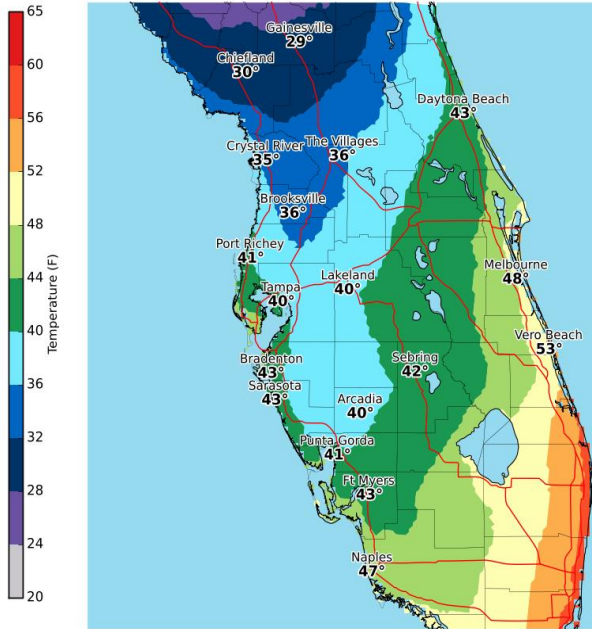 65
60
56
52
48
44
40
36
32
28
24
20
Temperature (F)
Gainesville
29°
Chiefland
30°
Daytona Beach
43°
Crystal River
35°
The Villages
36°
Brooksville
36°
Port Richey
41°
Tampa
40°
Lakeland
40°
Melbourne
48°
Vero Beach
53°
Bradenton
43°
Sarasota
43°
Sebring
42°
Arcadia
40°
Punta Gorda
41°
Ft Myers
43°
Naples
47°